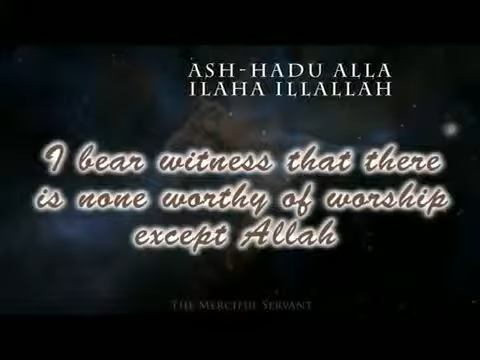 ASH-HADU ALLA
ILAHA ILLALLAH
I bear witness that there
is none worthy of worship
except Allah
THE MERCIFUL SERVANT